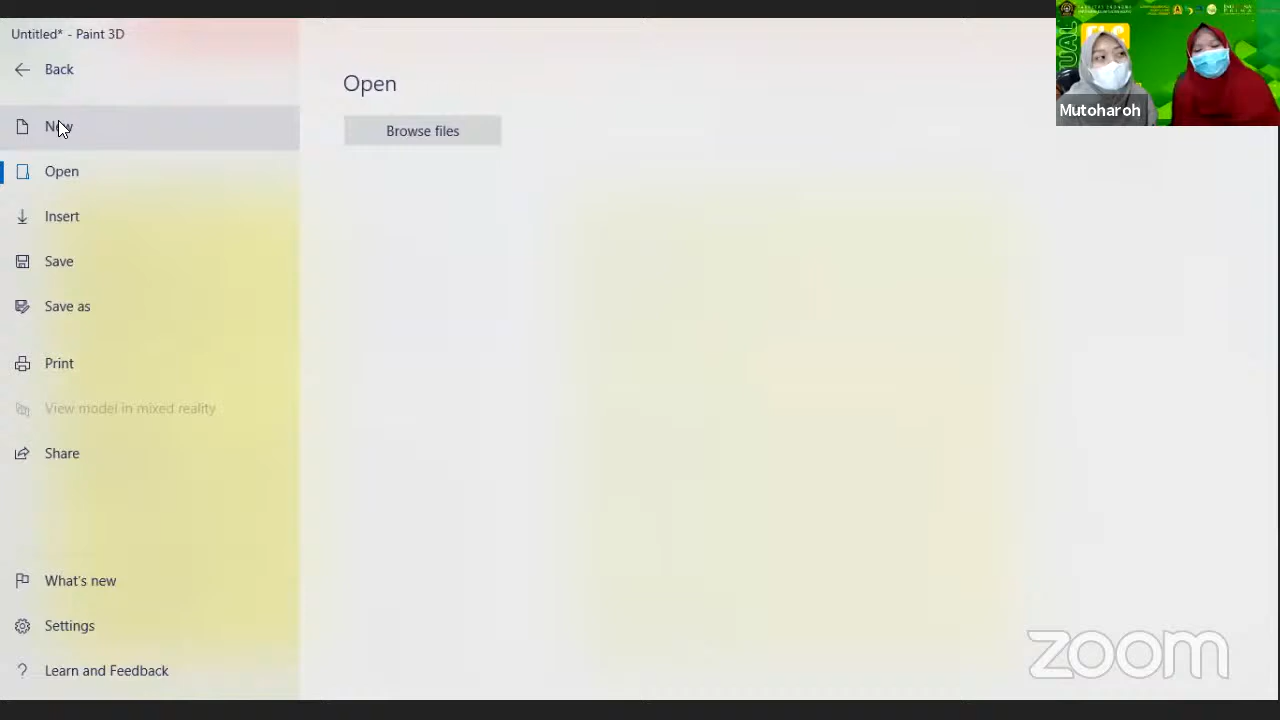 Untitled* - Paint 3D
Back
New
Open
Insert
Save
Save as
Print
View model in mixed reality
Share
What's new
Settings
Learn and Feedback
Open
Browse files
Mutoharoh
zoom